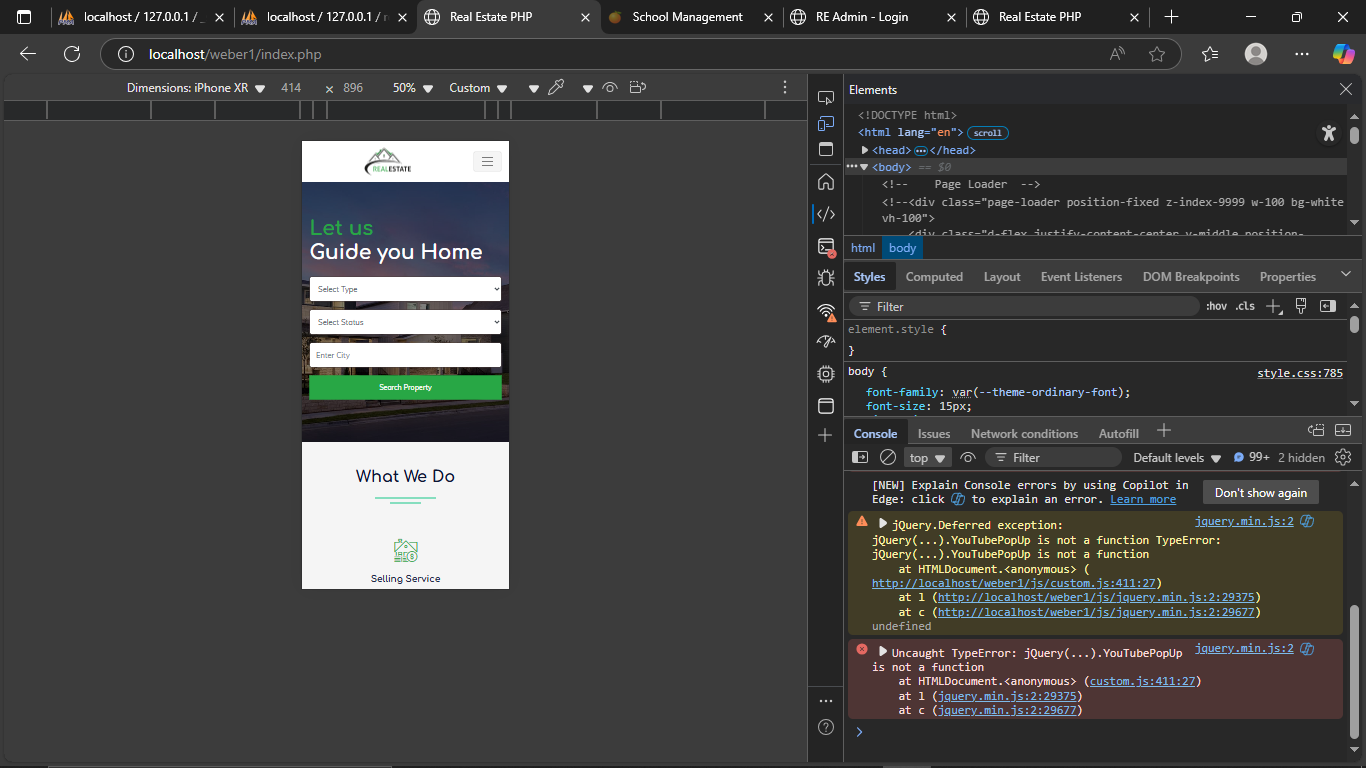 localhost / 127.0.0.1 / _
localhost / 127.0.0.1 / r
Real Estate PHP
School Management
RE Admin - Login
Real Estate PHP
localhost/weber1/index.php
Dimensions: iPhone XR
414
×
896
50%
Custom
REALESTATE
Let us
Guide you Home
Select Type
Select Status
Enter City
Search Property
What We Do
Selling Service
Elements
<!DOCTYPE html>
<html lang="en">
scroll
<head>
</head>
<body> == $0
<!--    Page Loader  -->
<!--<div class="page-loader position-fixed z-index-9999 w-100 bg-white
vh-100">
<div class="d-flex justify-content-center y-middle position-
html
body
Styles
Computed
Layout
Event Listeners
DOM Breakpoints
Properties
Filter
:hov
.cls
element.style {
}
body {
style.css:785
font-family: var(--theme-ordinary-font);
font-size: 15px;
Console
Issues
Network conditions
Autofill
top
Filter
Default levels
99+
2 hidden
[NEW] Explain Console errors by using Copilot in
Edge: click
to explain an error. Learn more
Don't show again
jQuery.Deferred exception:
jquery.min.js:2
jQuery(...).YouTubePopUp is not a function TypeError:
jQuery(...).YouTubePopUp is not a function
at HTMLDocument.<anonymous> (
http://localhost/weber1/js/custom.js:411:27)
at l (http://localhost/weber1/js/jquery.min.js:2:29375)
at c (http://localhost/weber1/js/jquery.min.js:2:29677)
undefined
Uncaught TypeError: jQuery(...).YouTubePopUp
jquery.min.js:2
is not a function
at HTMLDocument.<anonymous> (custom.js:411:27)
at l (jquery.min.js:2:29375)
at c (jquery.min.js:2:29677)